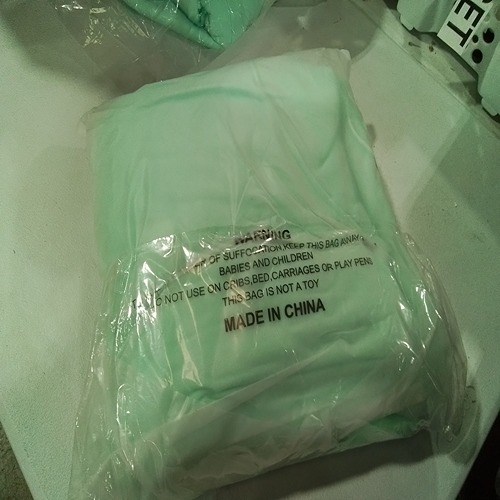 ET
WARNING
OF SUFFOCATION,KEEP THIS BAG AWAY
BABIES AND CHILDREN
DO NOT USE ON CRIBS,BED,CARRIAGES OR PLAY PENS
THIS BAG IS NOT A TOY
MADE IN CHINA